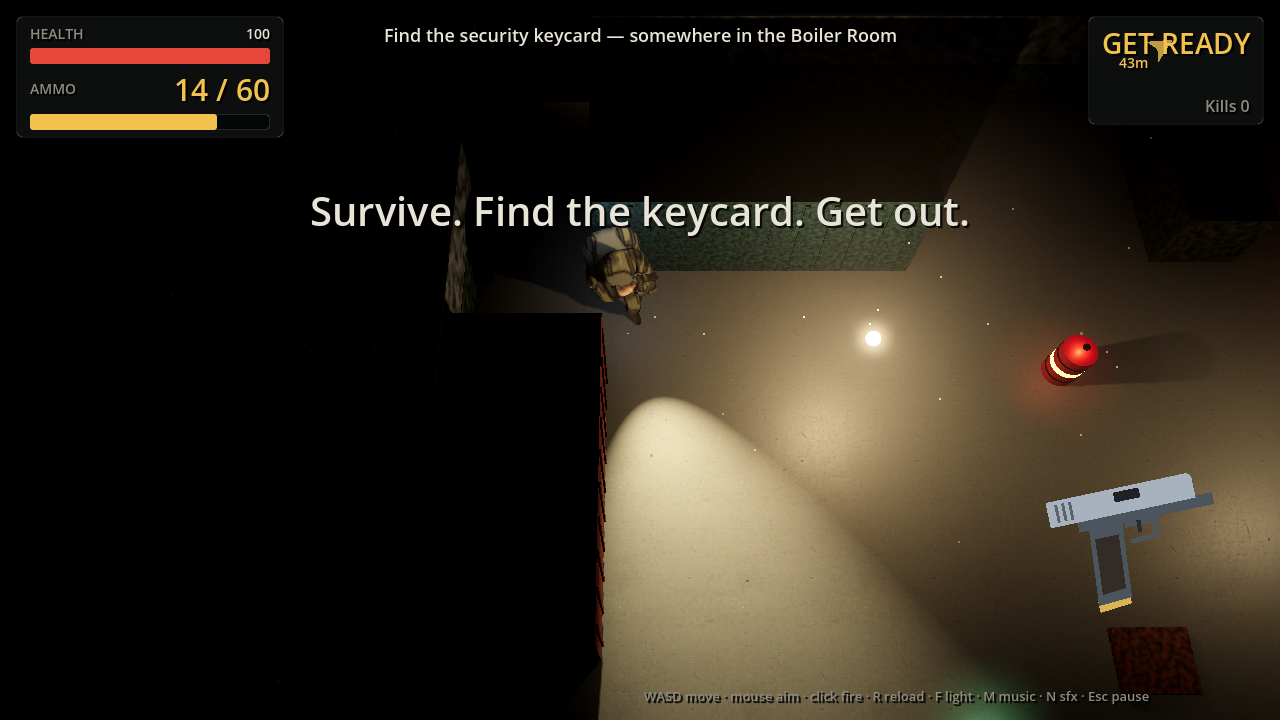 HEALTH 100
AMMO 14 / 60
Find the security keycard — somewhere in the Boiler Room
GET READY
43m
Kills 0
Survive. Find the keycard. Get out.
WASD move · mouse aim · click fire · R reload · F light · M music · N sfx · Esc pause